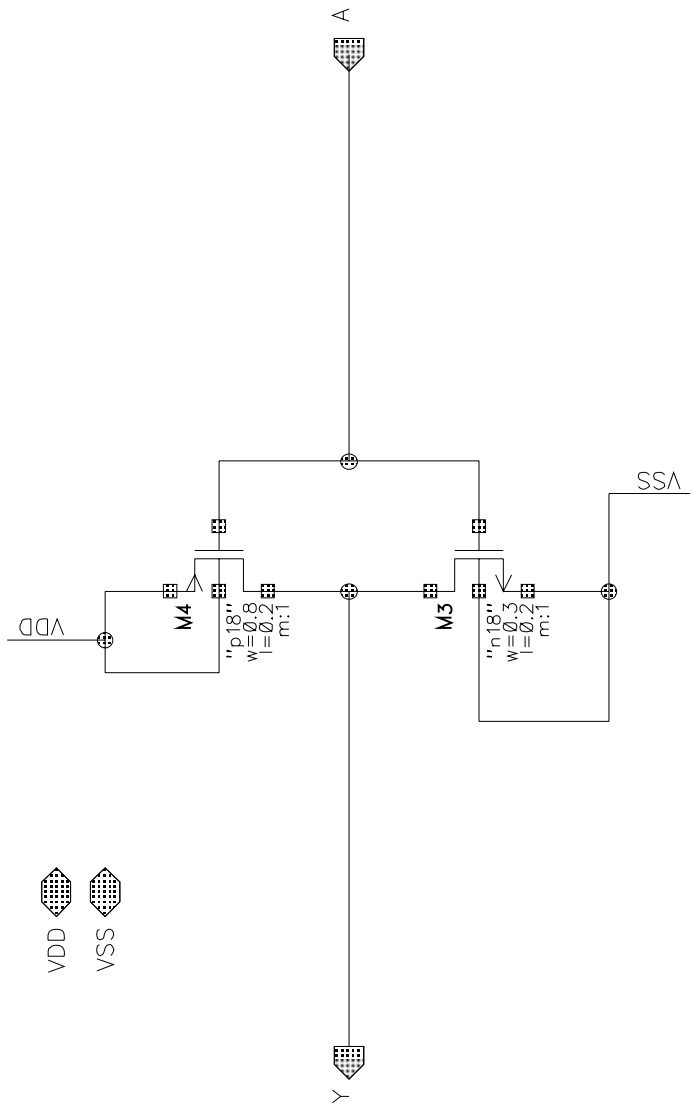 A
VDD
M4
"p18"
w=0.8
l=0.2
m:1
M3
"n18"
w=0.3
l=0.2
m:1
VSS
VDD
VSS
Y